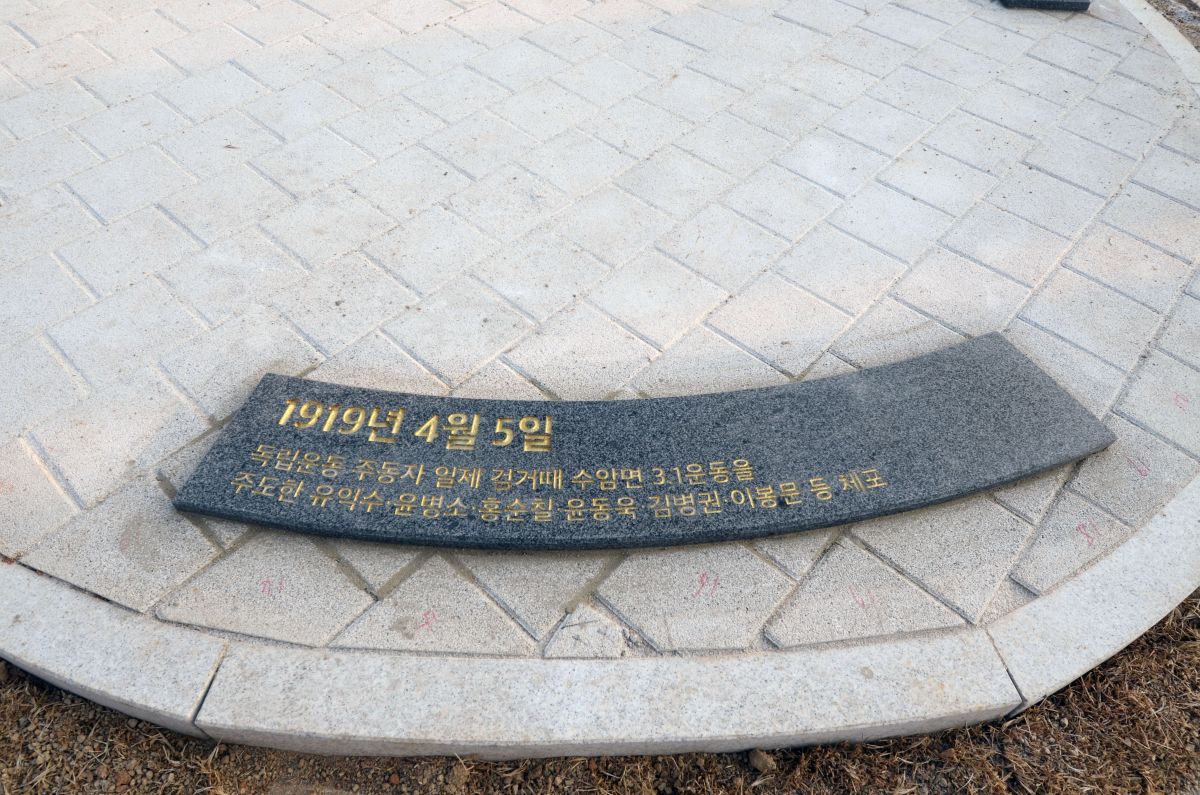 1919년 4월 5일
독립운동 주동자 일제 검거때 수암면 3.1운동을
주도한 유익수·윤병소·홍순칠·윤동욱·김병권·이봉문 등 체포